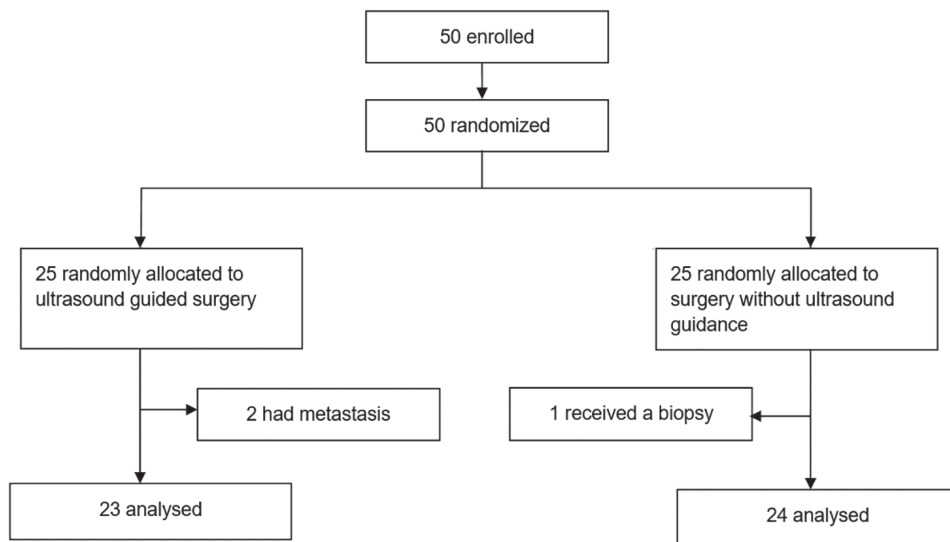 50 enrolled
50 randomized
25 randomly allocated to
ultrasound guided surgery
25 randomly allocated to
surgery without ultrasound
guidance
2 had metastasis
1 received a biopsy
23 analysed
24 analysed